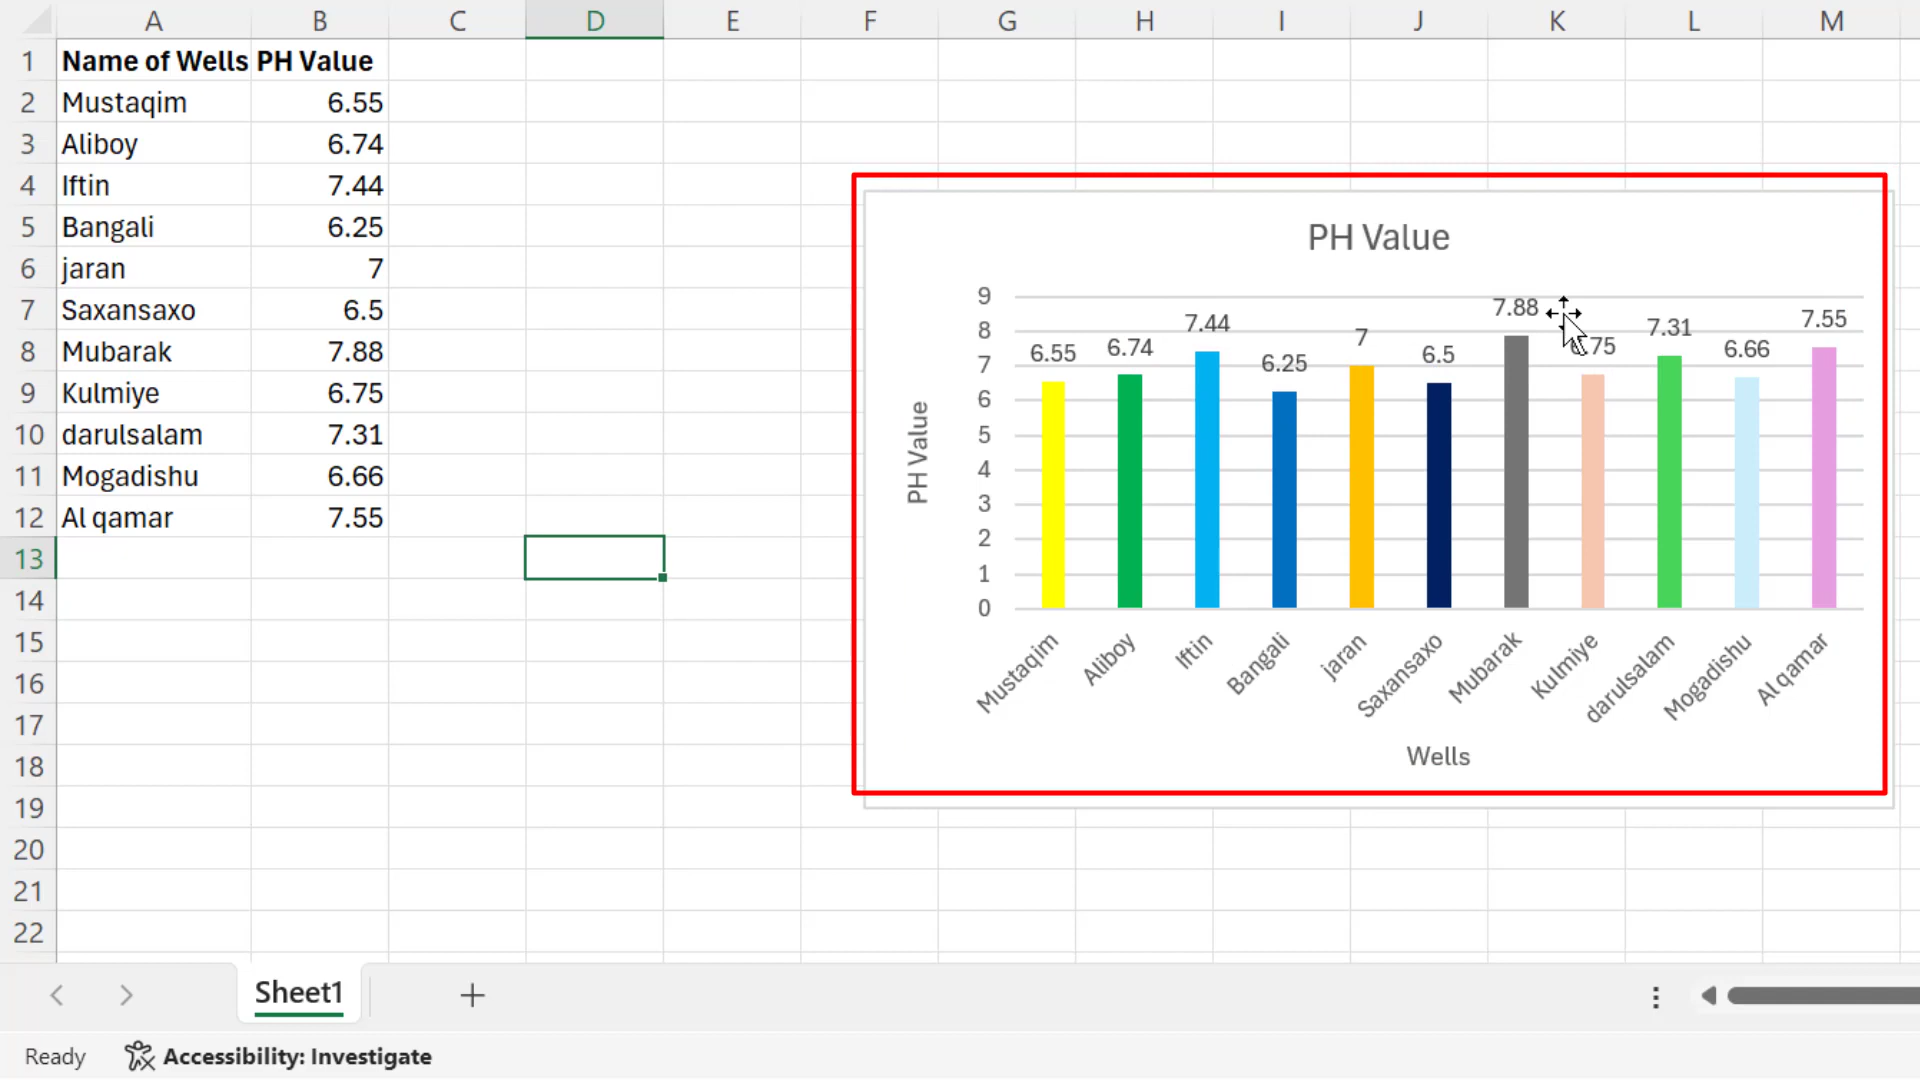 A B C D E F G H I J K L M
1 Name of Wells PH Value
2 Mustaqim 6.55
3 Aliboy 6.74
4 Iftin 7.44
5 Bangali 6.25
6 jaran 7
7 Saxansaxo 6.5
8 Mubarak 7.88
9 Kulmiye 6.75
10 darulsalam 7.31
11 Mogadishu 6.66
12 Al qamar 7.55
13
14
15
16
17
18
19
20
21
22
PH Value
PH Value
9
8
7
6
5
4
3
2
1
0
6.55 6.74 7.44 6.25 7 6.5 7.88 .75 7.31 6.66 7.55
Mustaqim Aliboy Iftin Bangali jaran Saxansaxo Mubarak Kulmiye darulsalam Mogadishu Al qamar
Wells
Sheet1
Ready Accessibility: Investigate